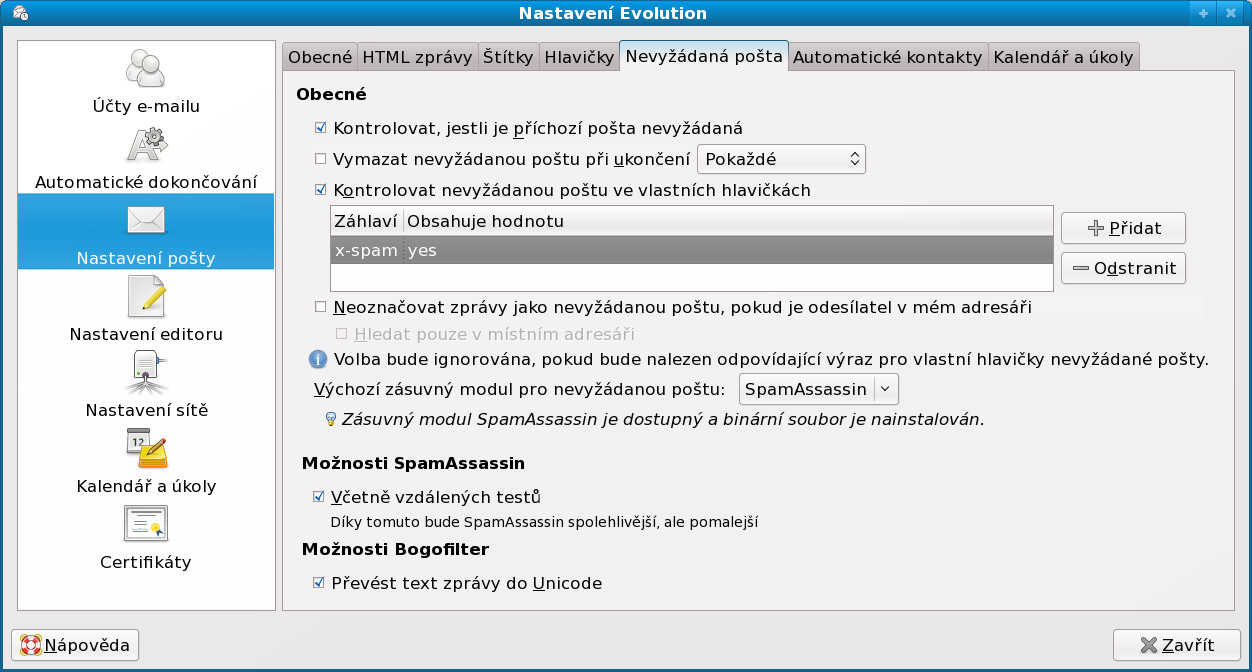 Nastavení Evolution
Účty e-mailu
Automatické dokončování
Nastavení pošty
Nastavení editoru
Nastavení sítě
12
Kalendář a úkoly
Certifikáty
Obecné HTML zprávy Štítky Hlavičky Nevyžádaná pošta Automatické kontakty Kalendář a úkoly
Obecné
Kontrolovat, jestli je příchozí pošta nevyžádaná
Vymazat nevyžádanou poštu při ukončení Pokaždé
Kontrolovat nevyžádanou poštu ve vlastních hlavičkách
Záhlaví Obsahuje hodnotu
x-spam yes
Přidat
Odstranit
Neoznačovat zprávy jako nevyžádanou poštu, pokud je odesílatel v mém adresáři
Hledat pouze v místním adresáři
Volba bude ignorována, pokud bude nalezen odpovídající výraz pro vlastní hlavičky nevyžádané pošty.
Výchozí zásuvný modul pro nevyžádanou poštu: SpamAssassin
Zásuvný modul SpamAssassin je dostupný a binární soubor je nainstalován.
Možnosti SpamAssassin
Včetně vzdálených testů
Díky tomuto bude SpamAssassin spolehlivější, ale pomalejší
Možnosti Bogofilter
Převést text zprávy do Unicode
Nápověda
Zavřít